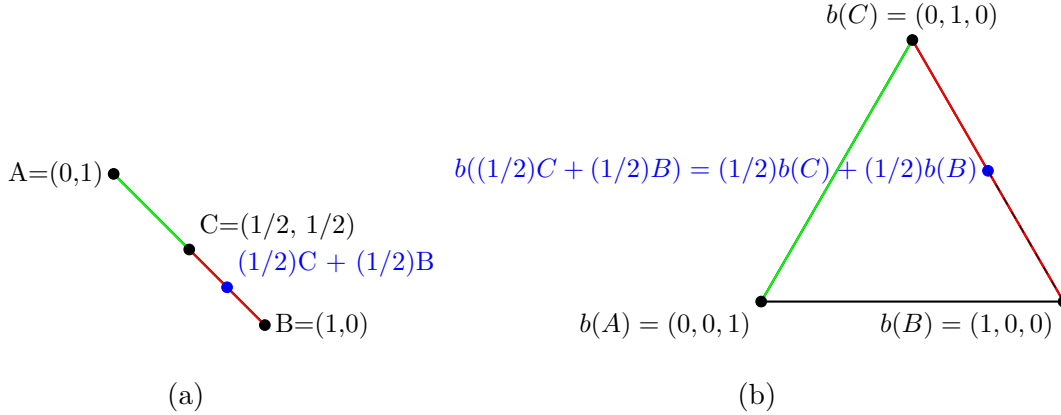 b(C) = (0, 1, 0)
A=(0,1)
b((1/2)C + (1/2)B) = (1/2)b(C) + (1/2)b(B)
C=(1/2, 1/2)
(1/2)C + (1/2)B
B=(1,0)
b(A) = (0, 0, 1)
b(B) = (1, 0, 0)
(a)
(b)